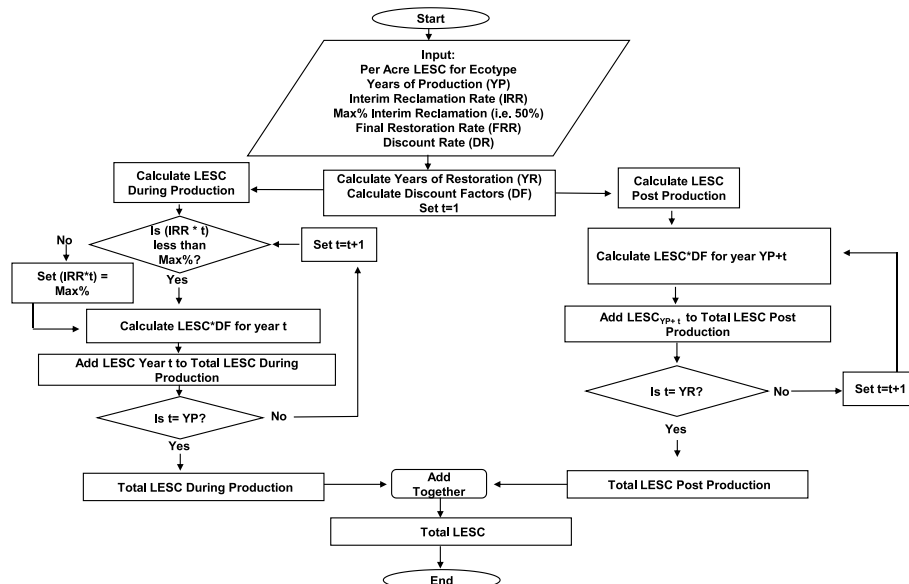 Start
Input:
Per Acre LESC for Ecotype
Years of Production (YP)
Interim Reclamation Rate (IRR)
Max% Interim Reclamation (i.e. 50%)
Final Restoration Rate (FRR)
Discount Rate (DR)
Calculate LESC
During Production
Calculate Years of Restoration (YR)
Calculate Discount Factors (DF)
Set t=1
Calculate LESC
Post Production
Is (IRR * t)
less than
Max%?
No
Set t=t+1
Set (IRR*t) =
Max%
Yes
Calculate LESC*DF for year t
Add LESC Year t to Total LESC During
Production
Is t= YP?
No
Yes
Total LESC During Production
Calculate LESC*DF for year YP+t
Add LESC YP+ t to Total LESC Post
Production
Is t= YR?
No
Set t=t+1
Yes
Total LESC Post Production
Add
Together
Total LESC
End